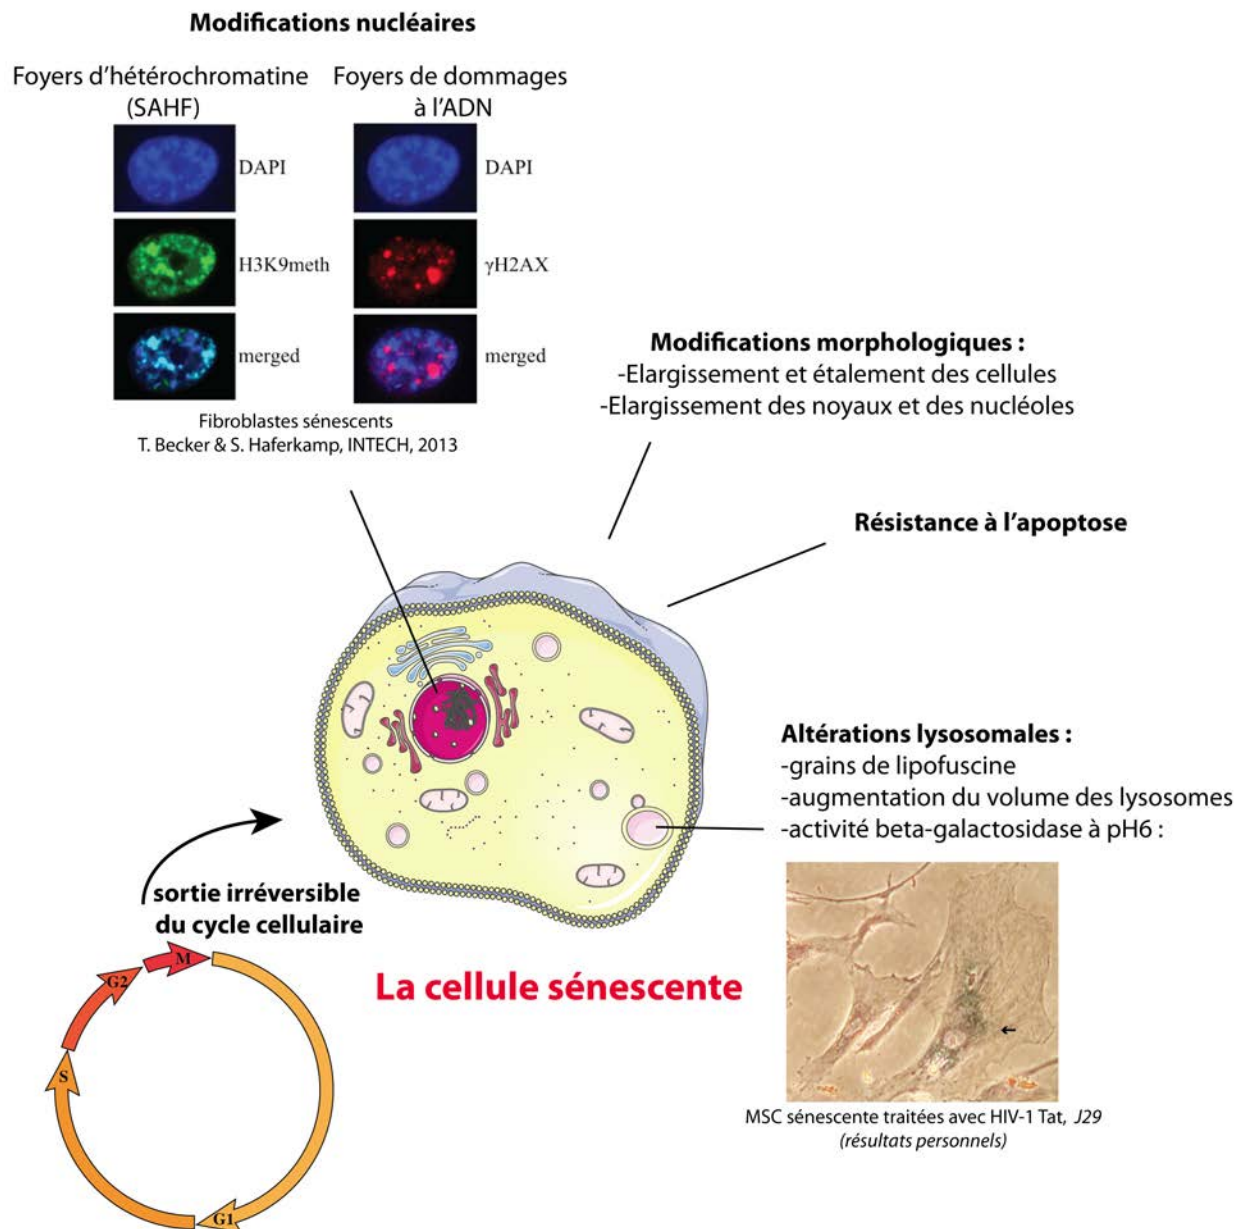 Modifications nucléaires
Foyers d'hétérochromatine
(SAHF)
Foyers de dommages
à l'ADN
DAPI
H3K9meth
merged
DAPI
γH2AX
merged
Fibroblastes sénescents
T. Becker & S. Haferkamp, INTECH, 2013
Modifications morphologiques :
-Elargissement et étalement des cellules
-Elargissement des noyaux et des nucléoles
Résistance à l'apoptose
Altérations lysosomales :
-grains de lipofuscine
-augmentation du volume des lysosomes
-activité beta-galactosidase à pH6 :
sortie irréversible
du cycle cellulaire
M
G2
S
G1
La cellule sénescente
MSC sénescente traitées avec HIV-1 Tat, J29
(résultats personnels)